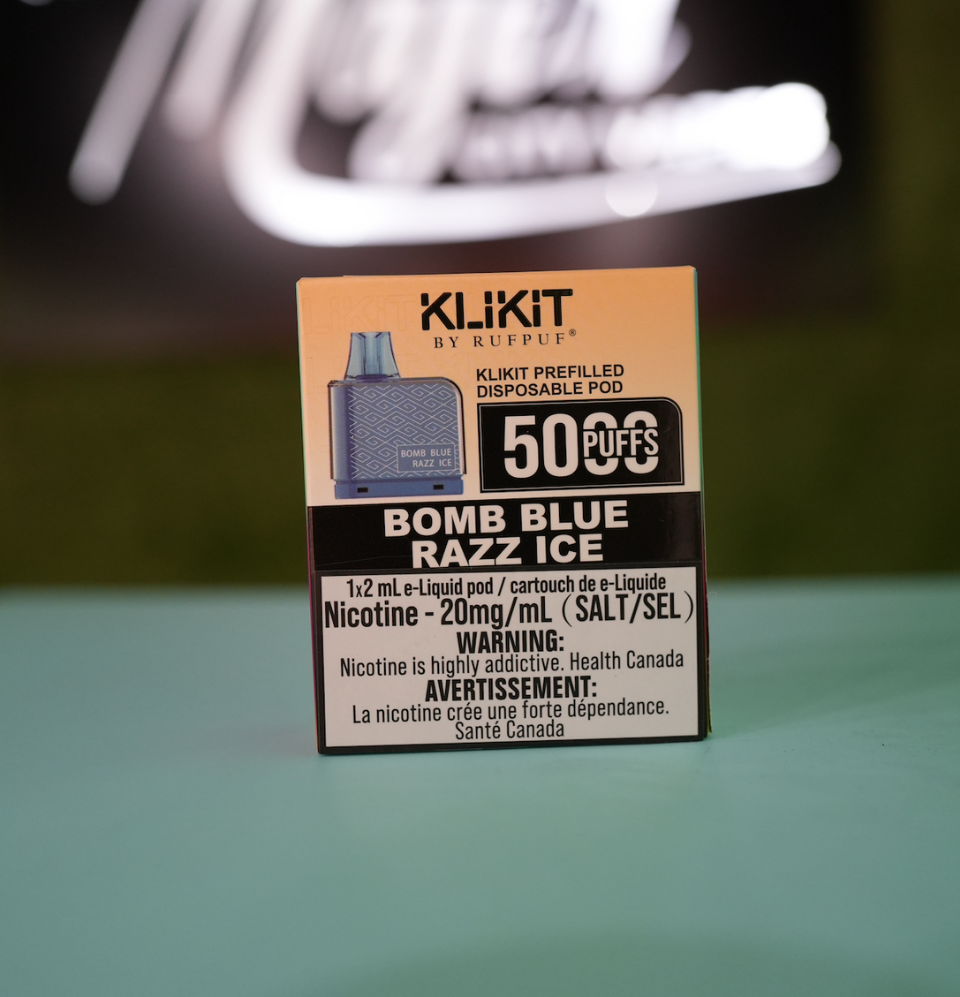 KLIKIT
BY RUFPUF®
KLIKIT PREFILLED
DISPOSABLE POD
5000
PUFFS
BOMB BLUE
RAZZ ICE
BOMB BLUE
RAZZ ICE
1x2 mL e-Liquid pod / cartouch de e-Liquide
Nicotine - 20mg/mL (SALT/SEL)
WARNING:
Nicotine is highly addictive. Health Canada
AVERTISSEMENT:
La nicotine crée une forte dépendance.
Santé Canada